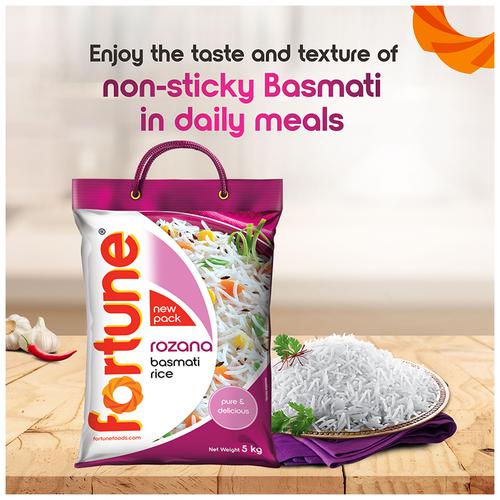 Enjoy the taste and texture of
non-sticky Basmati
in daily meals
fortune®
new
pack
rozana
basmati
rice
pure &
delicious
fortunefoods.com
Net Weight 5 kg